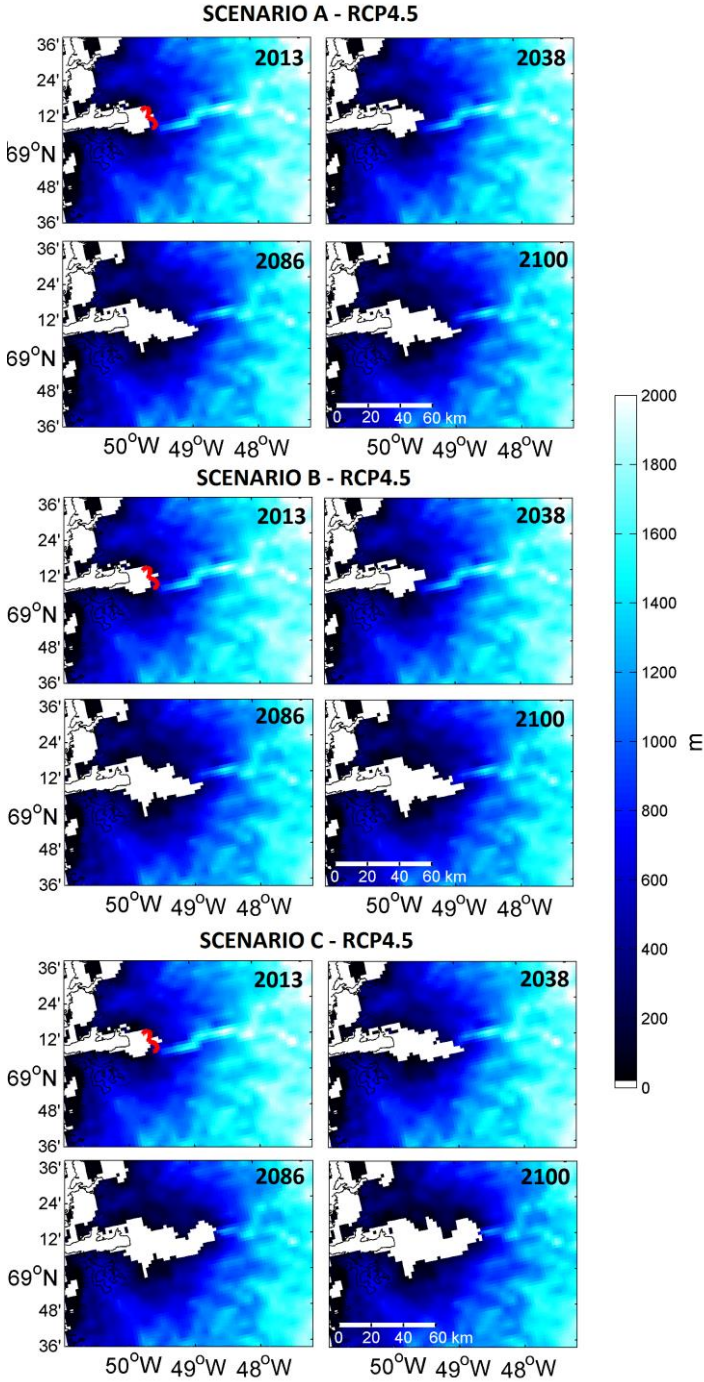 SCENARIO A - RCP4.5
36'
24'
12'
69°N
48'
36'
2013
2038
36'
24'
12'
69°N
48'
36'
2086
2100
0 20 40 60 km
50°W 49°W 48°W
50°W 49°W 48°W
SCENARIO B - RCP4.5
36'
24'
12'
69°N
48'
36'
2013
2038
36'
24'
12'
69°N
48'
36'
2086
2100
0 20 40 60 km
50°W 49°W 48°W
50°W 49°W 48°W
SCENARIO C - RCP4.5
36'
24'
12'
69°N
48'
36'
2013
2038
36'
24'
12'
69°N
48'
36'
2086
2100
0 20 40 60 km
50°W 49°W 48°W
50°W 49°W 48°W
2000
1800
1600
1400
1200
1000
800
600
400
200
0
m